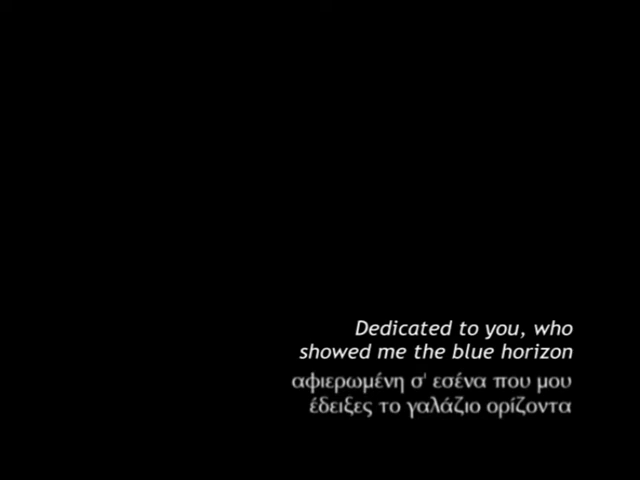 Dedicated to you, who
showed me the blue horizon
αφιερωμένη σ' εσένα που μου
έδειξες το γαλάζιο ορίζοντα